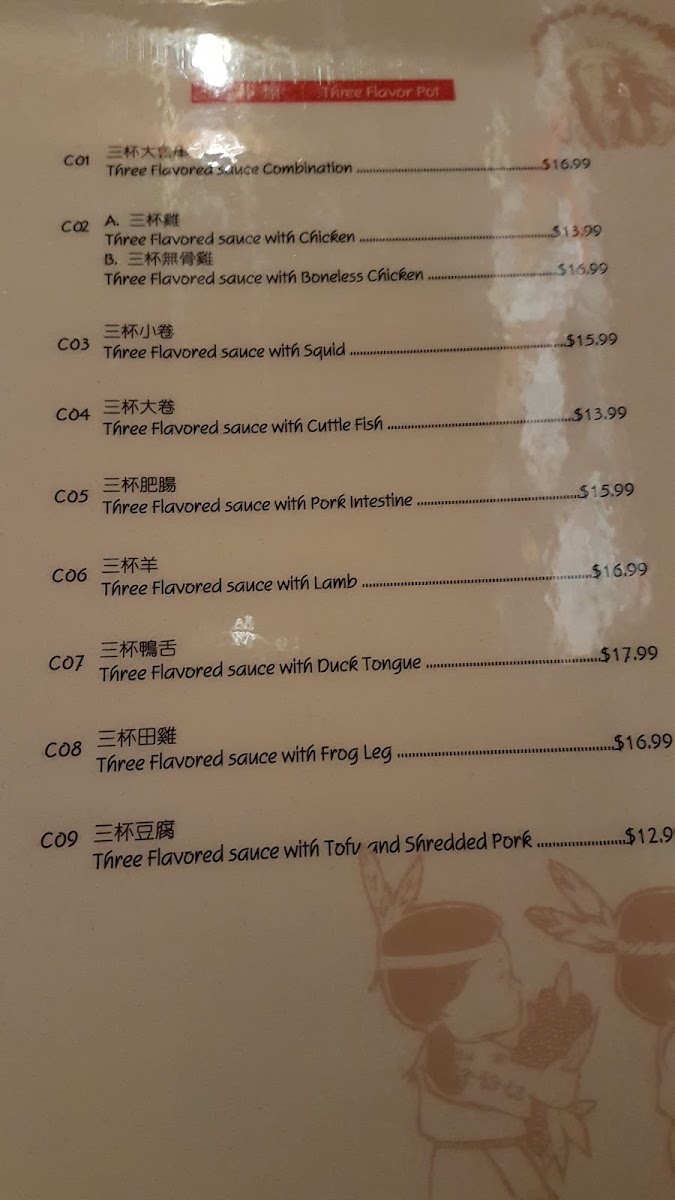 類 Three Flavor Pot
C01 三杯大
Three Flavored sauce Combination $16.99
C02 A. 三杯雞
Three Flavored sauce with Chicken $13.99
B. 三杯無骨雞
Three Flavored sauce with Boneless Chicken $16.99
C03 三杯小卷
Three Flavored sauce with Squid $15.99
C04 三杯大卷
Three Flavored sauce with Cuttle Fish $13.99
C05 三杯肥腸
Three Flavored sauce with Pork Intestine $15.99
C06 三杯羊
Three Flavored sauce with Lamb $16.99
C07 三杯鴨舌
Three Flavored sauce with Duck Tongue $17.99
C08 三杯田雞
Three Flavored sauce with Frog Leg $16.99
C09 三杯豆腐
Three Flavored sauce with Tofu and Shredded Pork $12.9